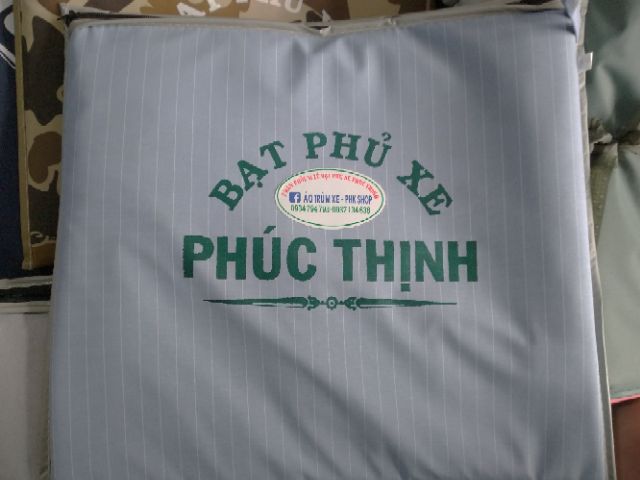 BẠT PHỦ XE
ÁO TRÙM XE - PHK SHOP
PHÚC THỊNH